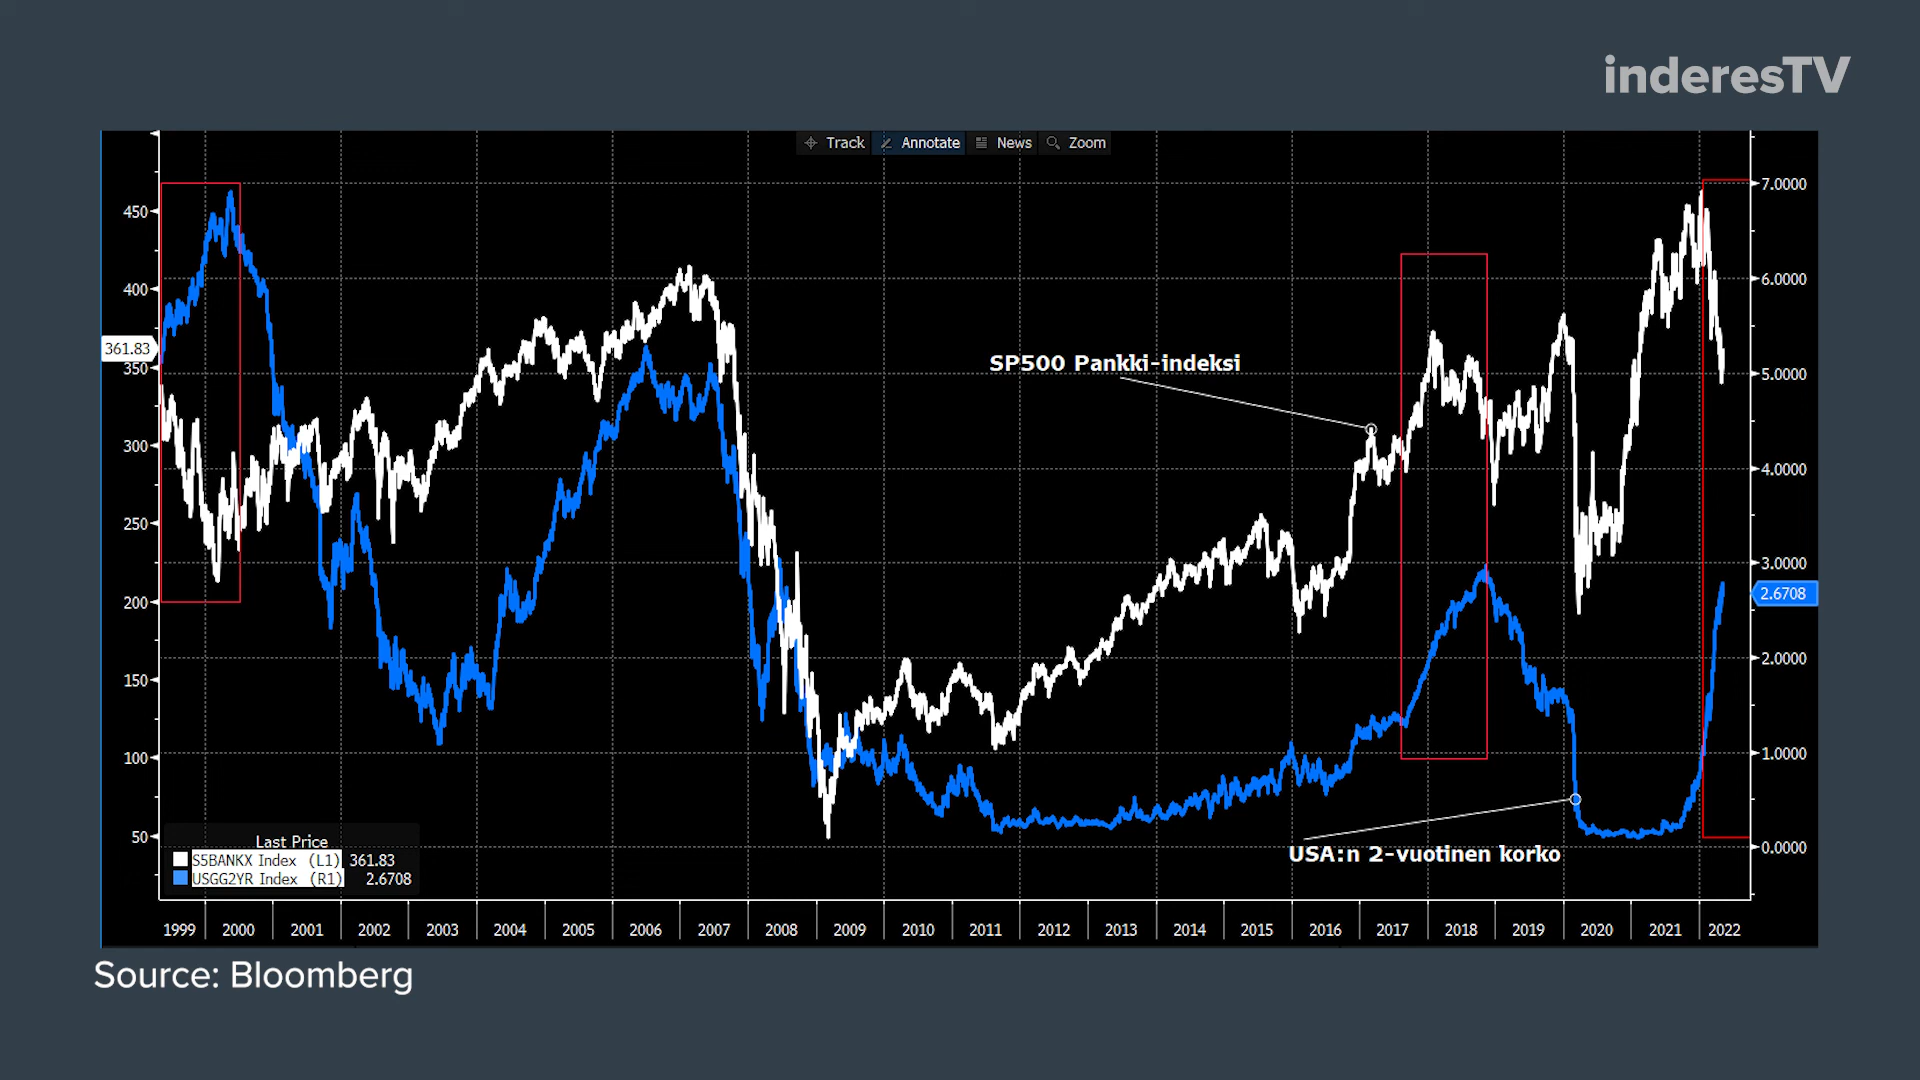 inderesTV
Track Annotate News Zoom
7.0000
450
6.0000
400
361.83
350
SP500 Pankki-indeksi
5.0000
300
4.0000
250
3.0000
200
2.6708
150
2.0000
100
1.0000
50
0.0000
USA:n 2-vuotinen korko
Last Price
S5BANKX Index (L1) 361.83
USGG2YR Index (R1) 2.6708
1999 2000 2001 2002 2003 2004 2005 2006 2007 2008 2009 2010 2011 2012 2013 2014 2015 2016 2017 2018 2019 2020 2021 2022
Source: Bloomberg